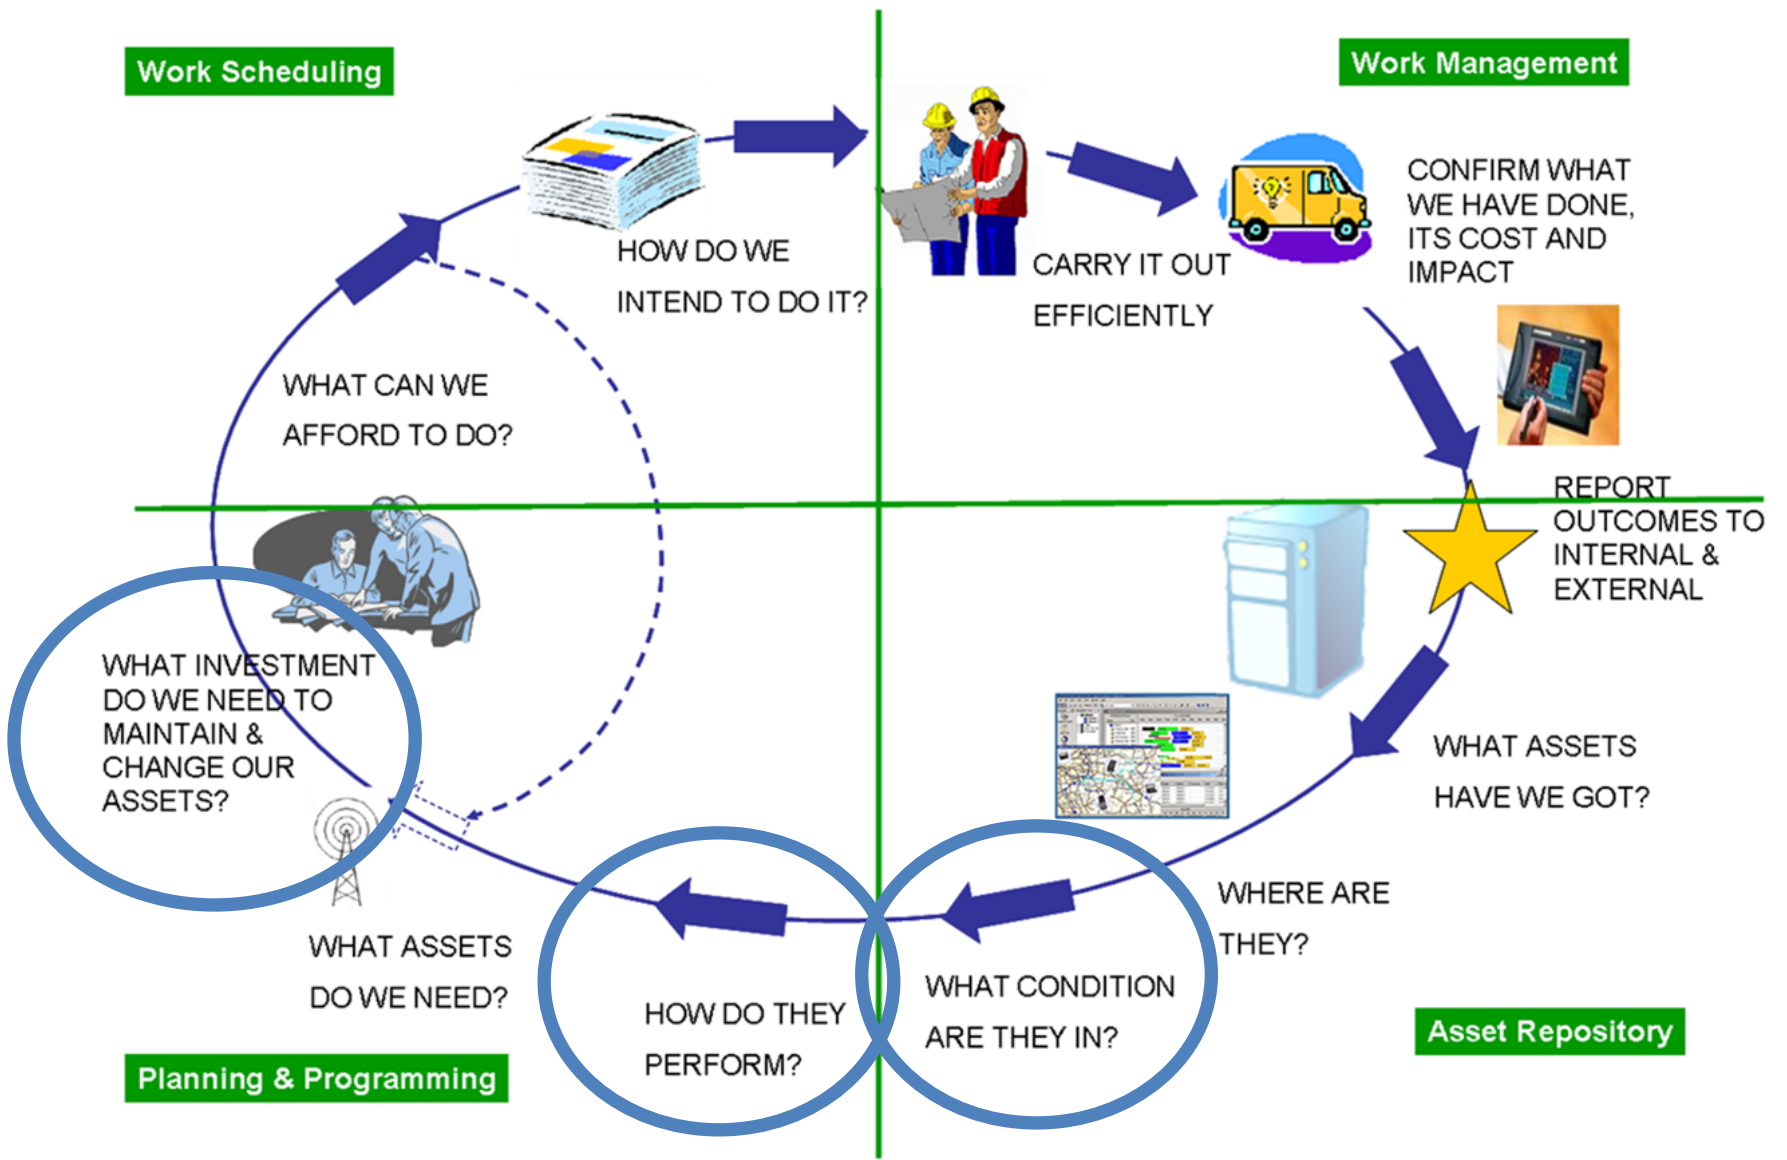 Work Scheduling
Work Management
HOW DO WE
INTEND TO DO IT?
CARRY IT OUT
EFFICIENTLY
CONFIRM WHAT
WE HAVE DONE,
ITS COST AND
IMPACT
WHAT CAN WE
AFFORD TO DO?
REPORT
OUTCOMES TO
INTERNAL &
EXTERNAL
WHAT INVESTMENT
DO WE NEED TO
MAINTAIN &
CHANGE OUR
ASSETS?
WHAT ASSETS
HAVE WE GOT?
WHERE ARE
THEY?
WHAT ASSETS
DO WE NEED?
HOW DO THEY
PERFORM?
WHAT CONDITION
ARE THEY IN?
Asset Repository
Planning & Programming